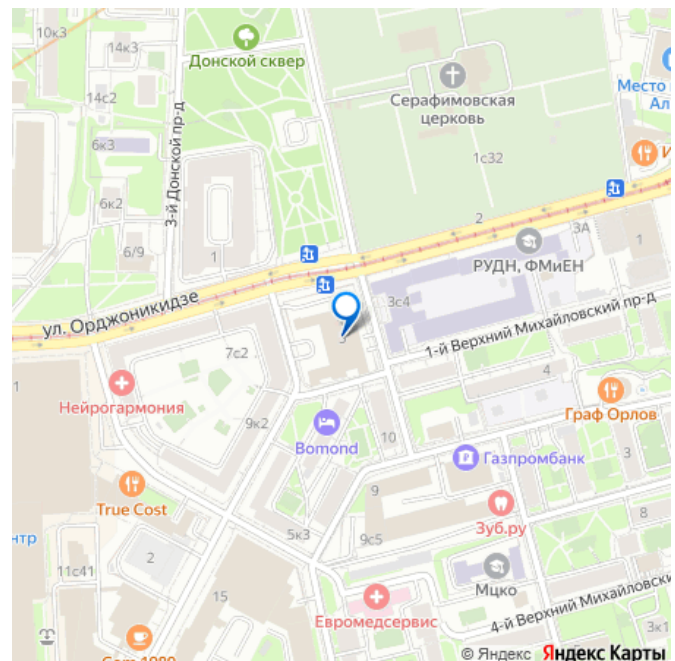 10к3
14к3
Донской сквер
14с2
3-й Донской пр-д
Серафимовская
церковь
Место
Ал
6к3
1с32
И
6к2
2
3А
1
6/9
1
РУДН, ФМиЕН
ул. Орджоникидзе
3с4
1-й Верхний Михайловский пр-д
7с2
3
4
1
Нейрогармония
Граф Орлов
9к2
Bomond
10
Газпромбанк
3
True Cost
9
Зуб.ру
8
нтр
5к3
9с5
2
11с41
Мцко
15
Евромедсервис
4-й Верхний Михайловски
3к1
© Яндекс Яндекс Карты